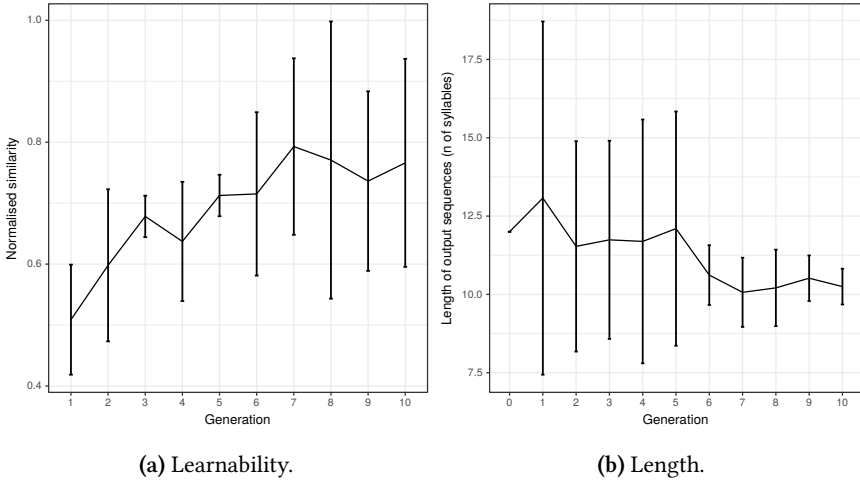 1.0
0.8
0.6
0.4
Normalised similarity
1 2 3 4 5 6 7 8 9 10
Generation
17.5
15.0
12.5
10.0
7.5
Length of output sequences (n of syllables)
0 1 2 3 4 5 6 7 8 9 10
Generation
(a) Learnability.
(b) Length.